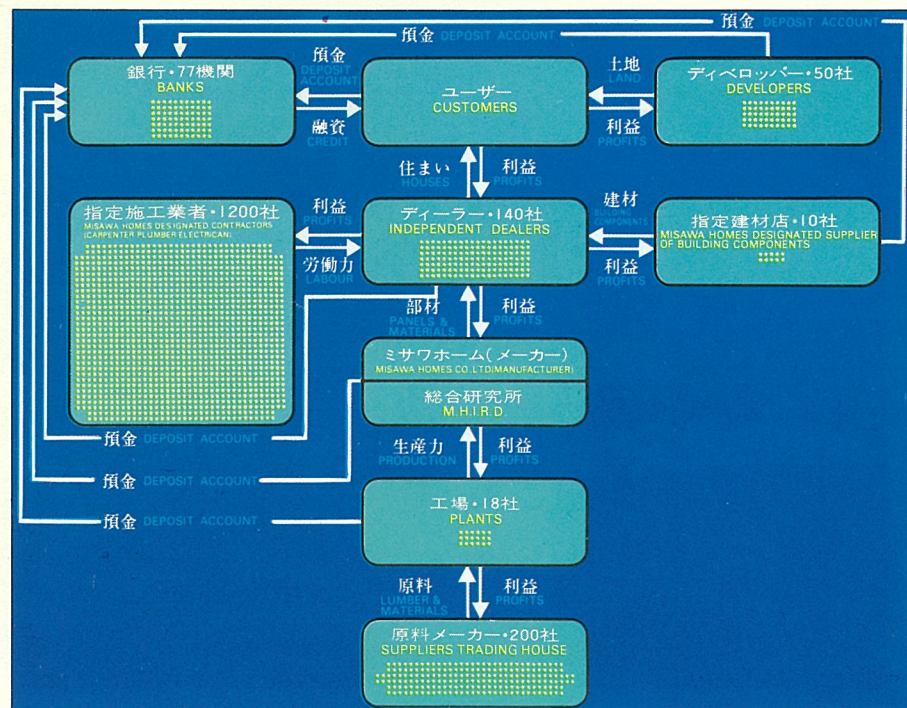 預金 DEPOSIT ACCOUNT
預金 DEPOSIT ACCOUNT
銀行・77機関
BANKS
預金
DEPOSIT
ACCOUNT
融資
CREDIT
ユーザー
CUSTOMERS
土地
LAND
利益
PROFITS
ディベロッパー・50社
DEVELOPERS
住まい
HOUSES
利益
PROFITS
指定施工業者・1200社
MISAWA HOMES DESIGNATED CONTRACTORS
(CARPENTER PLUMBER ELECTRICAN)
利益
PROFITS
労働力
LABOUR
ディーラー・140社
INDEPENDENT DEALERS
建材
BUILDING
COMPONENTS
利益
PROFITS
指定建材店・10社
MISAWA HOMES DESIGNATED SUPPLIER
OF BUILDING COMPONENTS
部材
PANELS &
MATERIALS
利益
PROFITS
ミサワホーム(メーカー)
MISAWA HOMES CO.,LTD(MANUFACTURER)
総合研究所
M.H.I.R.D.
預金 DEPOSIT ACCOUNT
生産力
PRODUCTION
利益
PROFITS
預金 DEPOSIT ACCOUNT
預金 DEPOSIT ACCOUNT
工場・18社
PLANTS
原料
LUMBER &
MATERIALS
利益
PROFITS
原料メーカー・200社
SUPPLIERS TRADING HOUSE